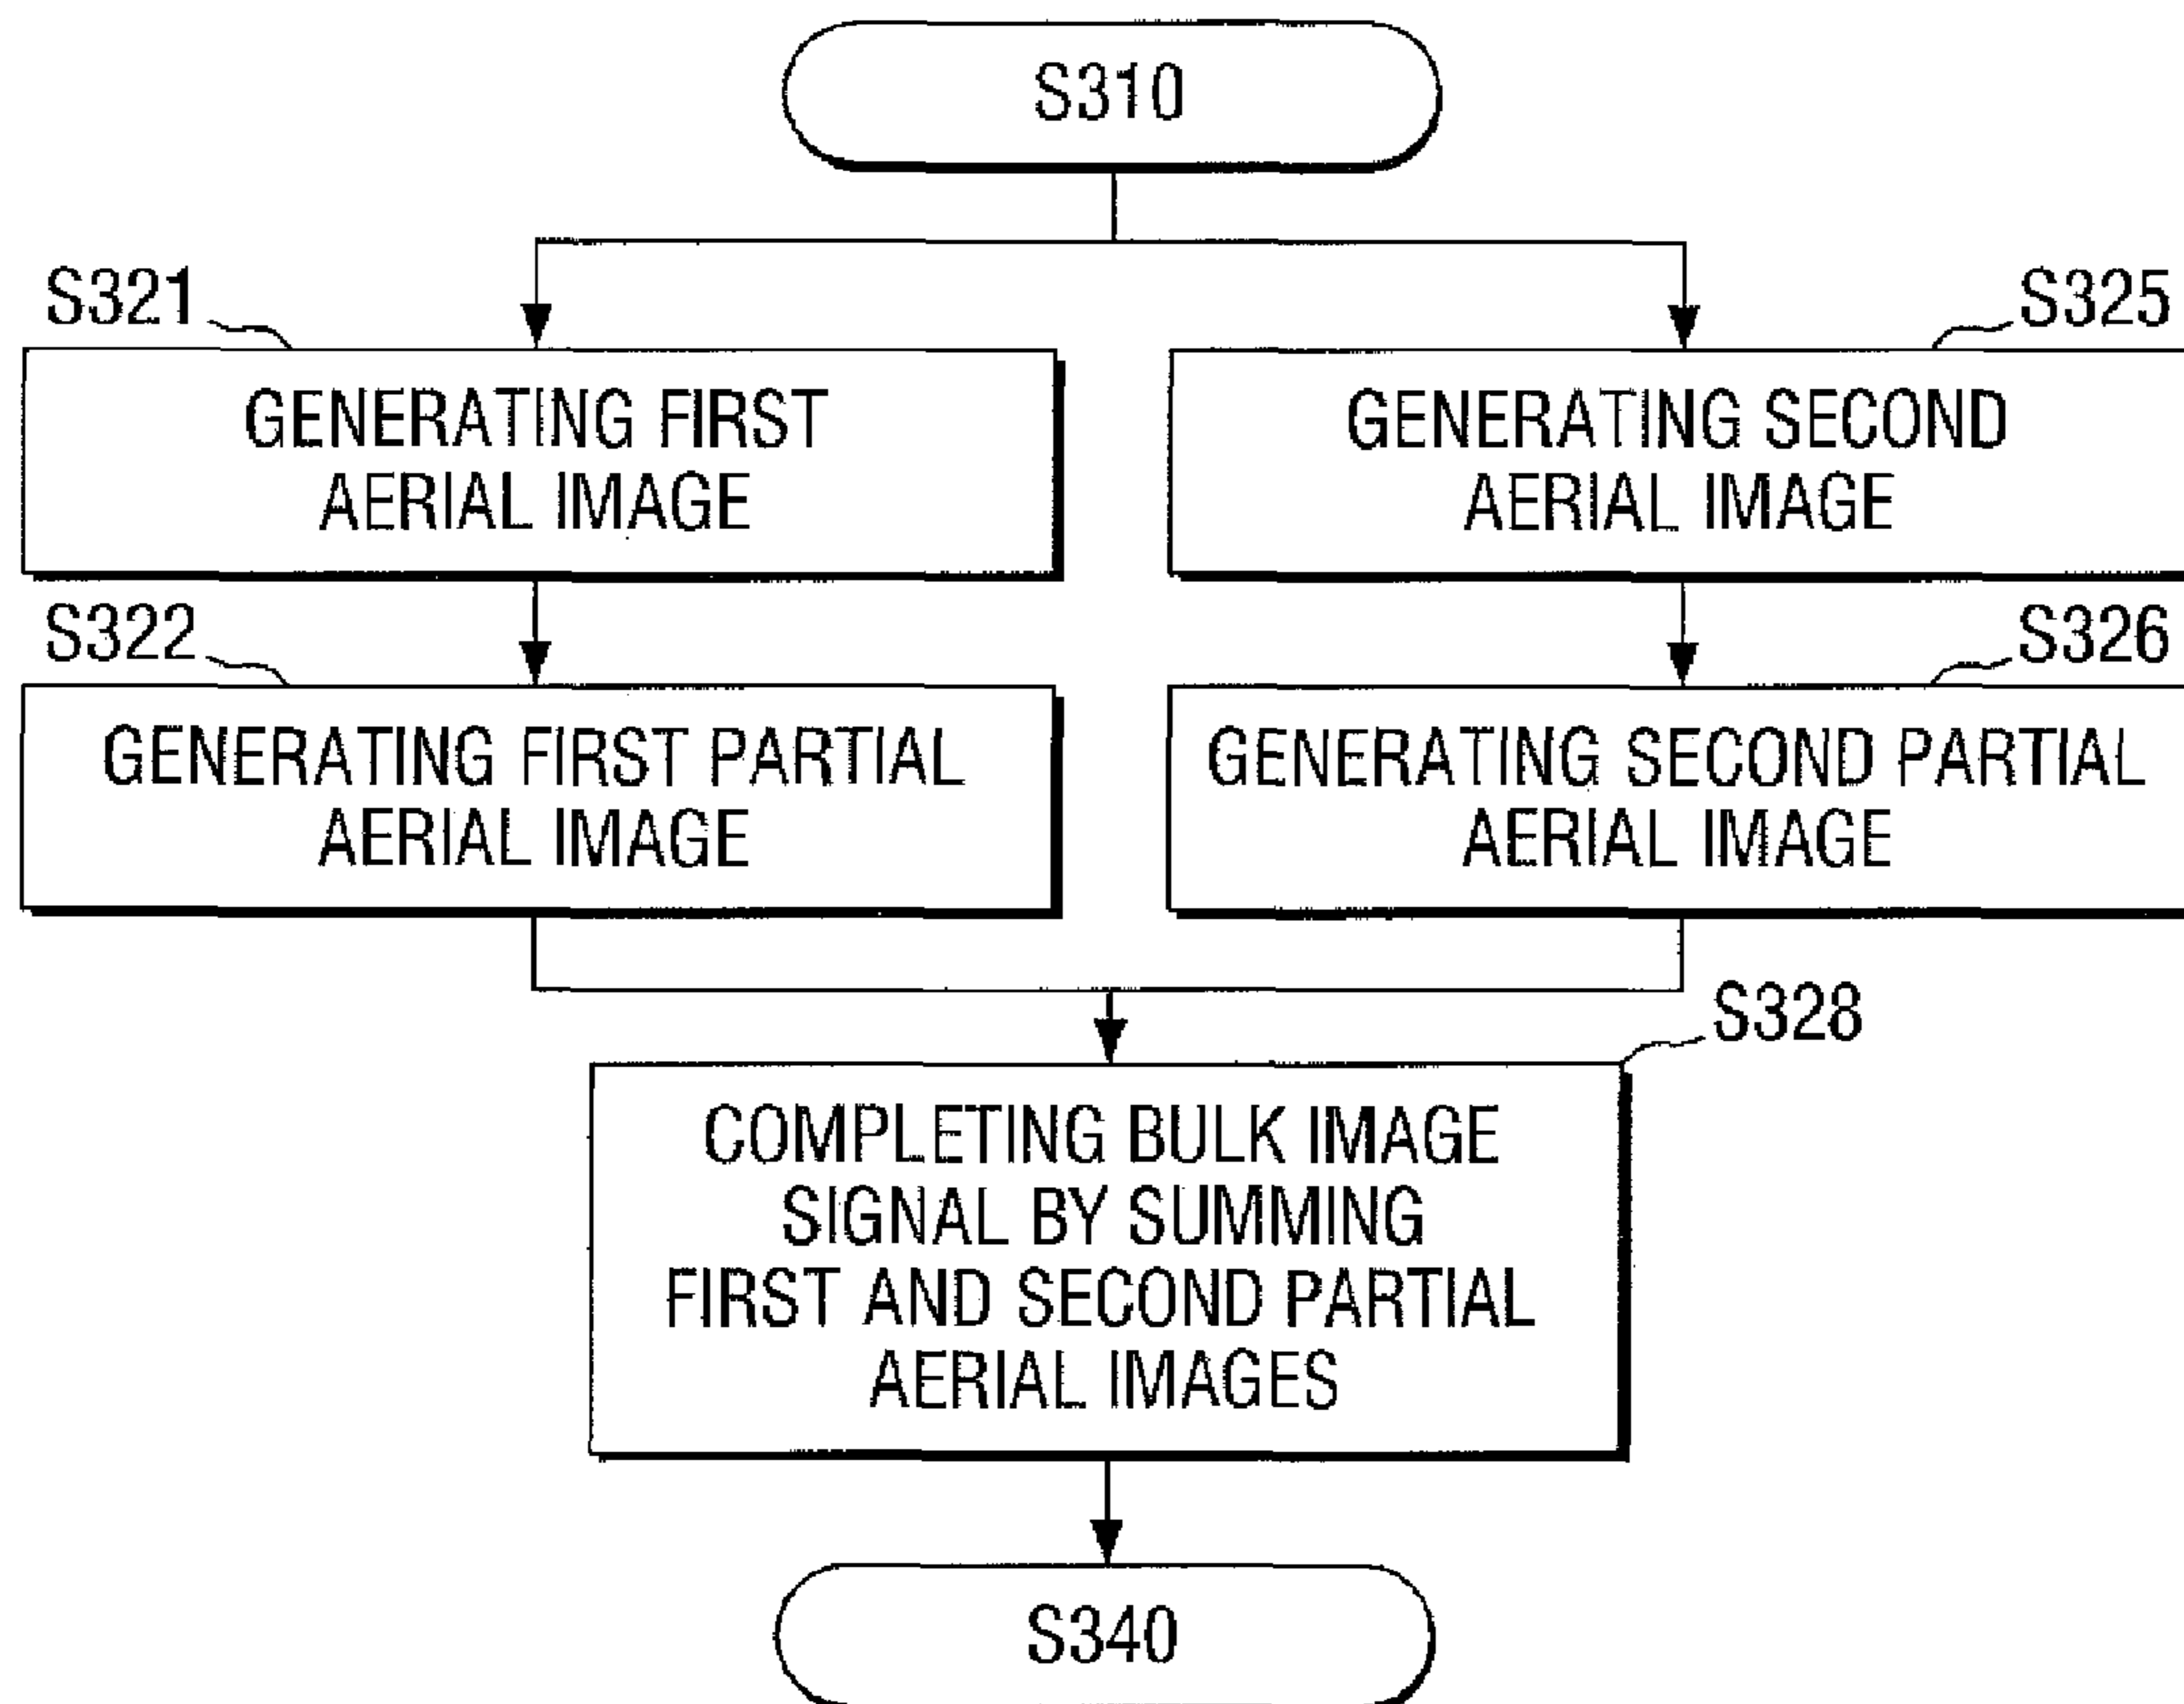 S310
S321
GENERATING FIRST
AERIAL IMAGE
S325
GENERATING SECOND
AERIAL IMAGE
S322
GENERATING FIRST PARTIAL
AERIAL IMAGE
S326
GENERATING SECOND PARTIAL
AERIAL IMAGE
S328
COMPLETING BULK IMAGE
SIGNAL BY SUMMING
FIRST AND SECOND PARTIAL
AERIAL IMAGES
S340